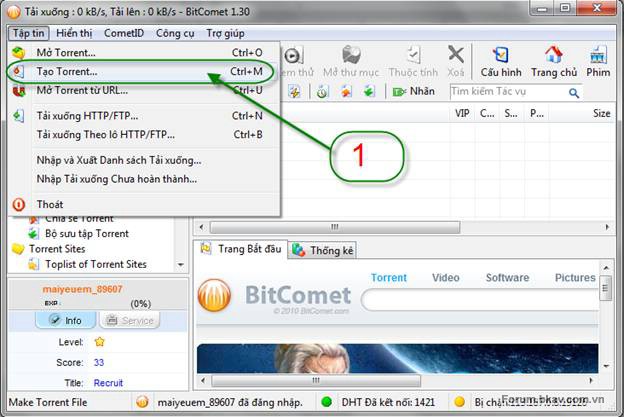 Tải xuống : 0 kB/s, Tải lên : 0 kB/s - BitComet 1.30
Tập tin Hiển thị CometID Công cụ Trợ giúp
Mở Torrent... Ctrl+O
Tạo Torrent... Ctrl+M
Mở Torrent từ URL... Ctrl+U
Tải xuống HTTP/FTP... Ctrl+N
Tải xuống Theo lô HTTP/FTP... Ctrl+B
Nhập và Xuất Danh sách Tải xuống...
Nhập Tải xuống Chưa hoàn thành...
Thoát
thử Mở thư mục Thuộc tính Xoá Cấu hình Trang chủ Phim
Nhãn Tìm kiếm Tác vụ
VIP C... S... P... Size
1
Chia sẻ Torrent
Bộ sưu tập Torrent
Torrent Sites
Toplist of Torrent Sites
Trang Bắt đầu Thống kê
Torrent Video Software Pictures
BitComet
© 2010 BitComet.com
maiyeuem_89607
EXP : (0%)
Info Service
Level:
Score: 33
Title: Recruit
Make Torrent File maiyeuem_89607 đã đăng nhập. DHT Đã kết nối: 1421 Bị chặn:
Forum.bkav.com.vn